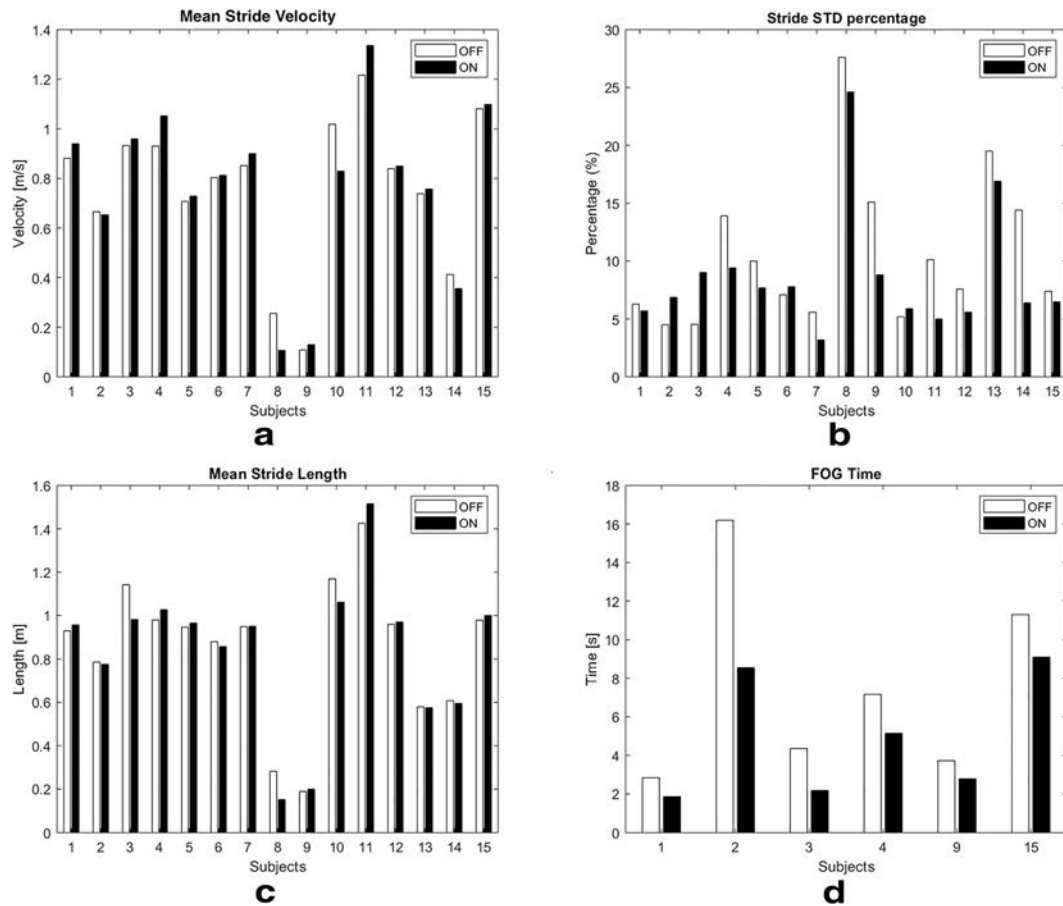 Mean Stride Velocity
1.4
1.2
1
0.8
0.6
0.4
0.2
0
Velocity [m/s]
OFF
ON
1 2 3 4 5 6 7 8 9 10 11 12 13 14 15
Subjects
a
Stride STD percentage
30
25
20
15
10
5
0
Percentage (%)
OFF
ON
1 2 3 4 5 6 7 8 9 10 11 12 13 14 15
Subjects
b
Mean Stride Length
1.6
1.4
1.2
1
0.8
0.6
0.4
0.2
0
Length [m]
OFF
ON
1 2 3 4 5 6 7 8 9 10 11 12 13 14 15
Subjects
c
FOG Time
18
16
14
12
10
8
6
4
2
0
Time [s]
OFF
ON
1 2 3 4 9 15
Subjects
d